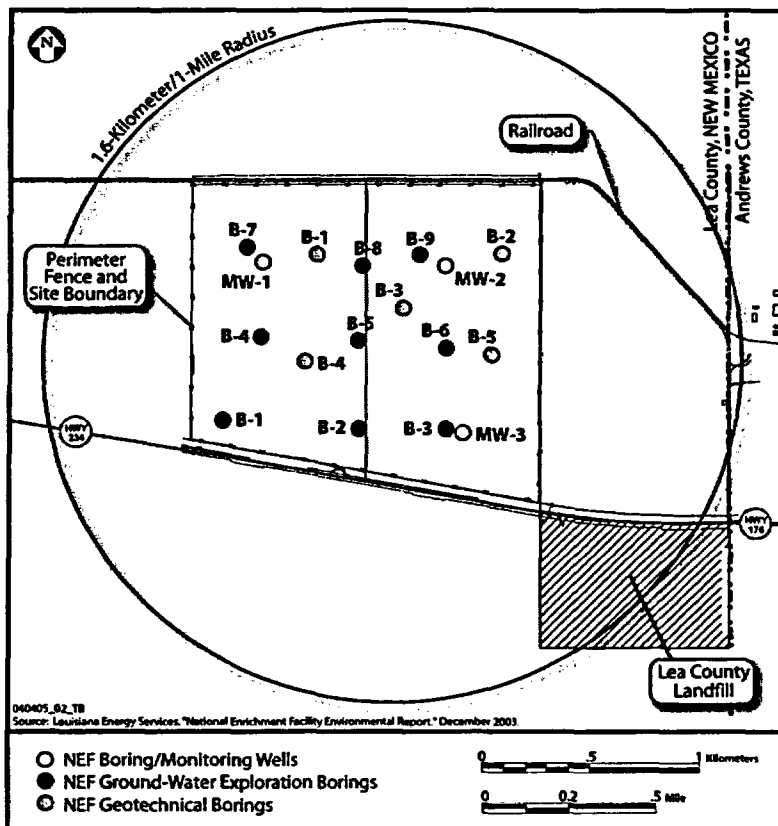 N
1.6-Kilometer/1-Mile Radius
Lea County, NEW MEXICO
Andrews County, TEXAS
Railroad
Perimeter
Fence and
Site Boundary
B-7
B-1
B-8
B-9
B-2
MW-1
MW-2
B-3
B-4
B-5
B-6
B-5
B-4
B-1
B-2
B-3
MW-3
HWY
234
HWY
176
Lea County
Landfill
040405_02_TB
Source: Louisiana Energy Services. "National Enrichment Facility Environmental Report." December 2003.
NEF Boring/Monitoring Wells
NEF Ground-Water Exploration Borings
NEF Geotechnical Borings
0 .5 1 Kilometers
0 0.2 .5 Mile